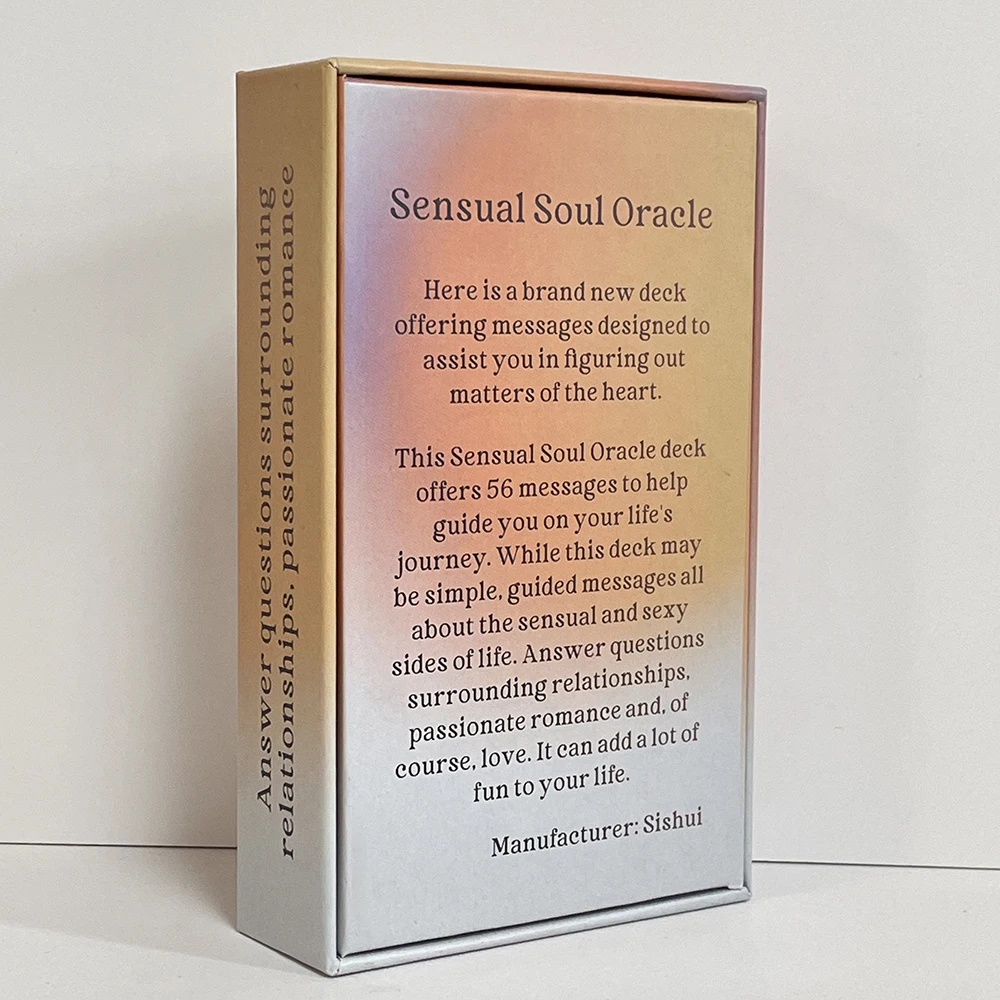 Answer questions surrounding
relationships, passionate romance
Sensual Soul Oracle
Here is a brand new deck
offering messages designed to
assist you in figuring out
matters of the heart.
This Sensual Soul Oracle deck
offers 56 messages to help
guide you on your life's
journey. While this deck may
be simple, guided messages all
about the sensual and sexy
sides of life. Answer questions
surrounding relationships,
passionate romance and, of
course, love. It can add a lot of
fun to your life.
Manufacturer: Sishui